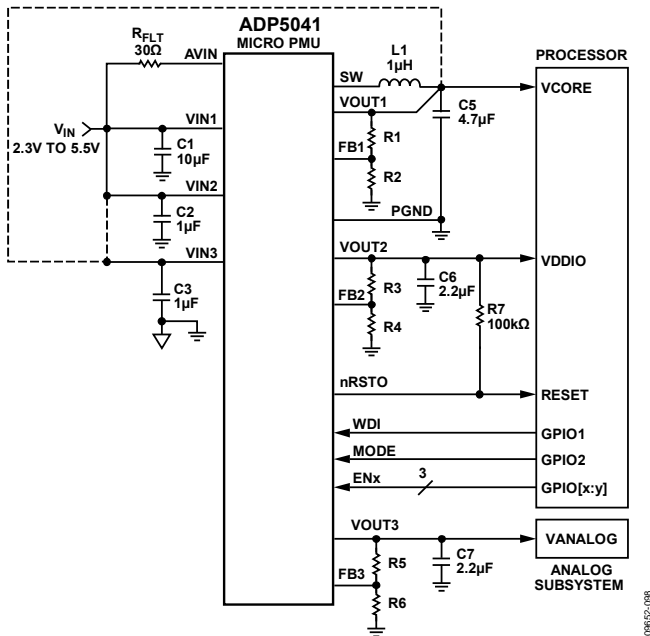 ADP5041
MICRO PMU
RFLT
30Ω
AVIN
VIN
2.3V TO 5.5V
VIN1
C1
10µF
VIN2
C2
1µF
VIN3
C3
1µF
SW
L1
1µH
VOUT1
C5
4.7µF
R1
FB1
R2
PGND
VOUT2
C6
2.2µF
R3
FB2
R4
R7
100kΩ
nRSTO
WDI
MODE
ENx
3
VOUT3
C7
2.2µF
R5
FB3
R6
PROCESSOR
VCORE
VDDIO
RESET
GPIO1
GPIO2
GPIO[x:y]
VANALOG
ANALOG
SUBSYSTEM
09652-098